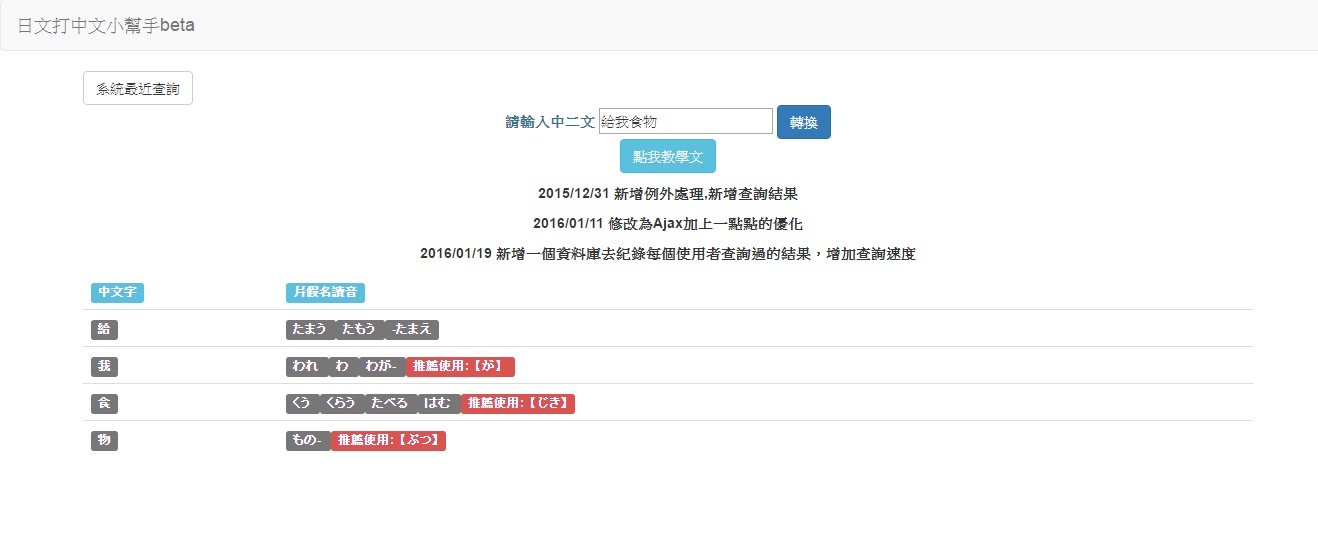 日文打中文小幫手beta
系統最近查詢
請輸入中二文 給我食物 轉換
點我教學文
2015/12/31 新增例外處理,新增查詢結果
2016/01/11 修改為Ajax加上一點點的優化
2016/01/19 新增一個資料庫去紀錄每個使用者查詢過的結果，增加查詢速度
中文字 片假名讀音
給 たまう たもう -たまえ
我 われ わ わが- 推薦使用:【が】
食 くう くらう たべる はむ 推薦使用:【じき】
物 もの- 推薦使用:【ぶつ】